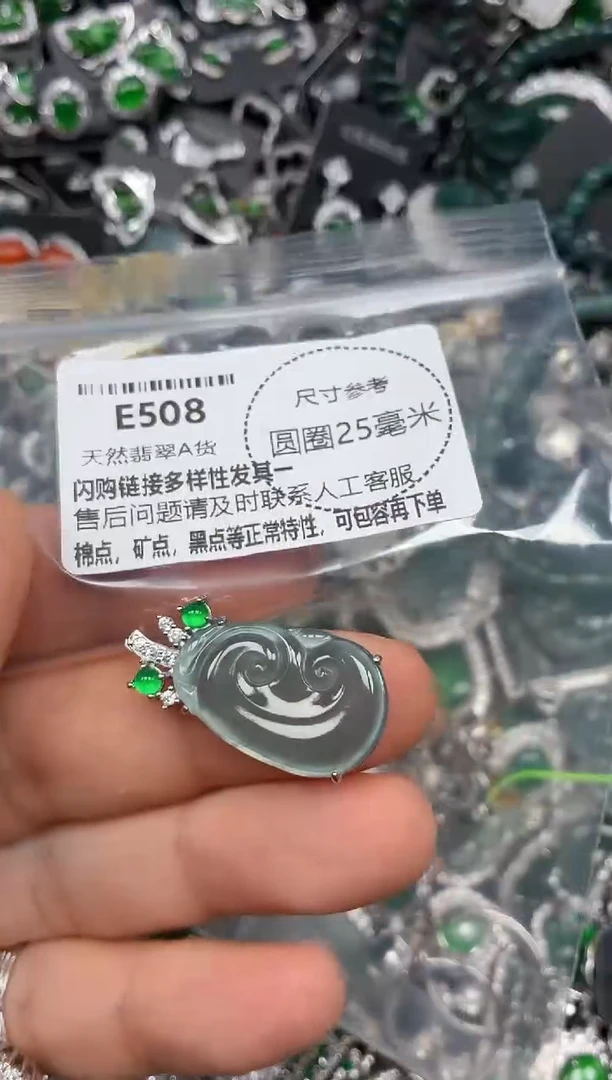 E508
天然翡翠A货
尺寸参考
圆圈25毫米
闪购链接多样性发其一
售后问题请及时联系人工客服
棉点，矿点，黑点等正常特性，可包容再下单